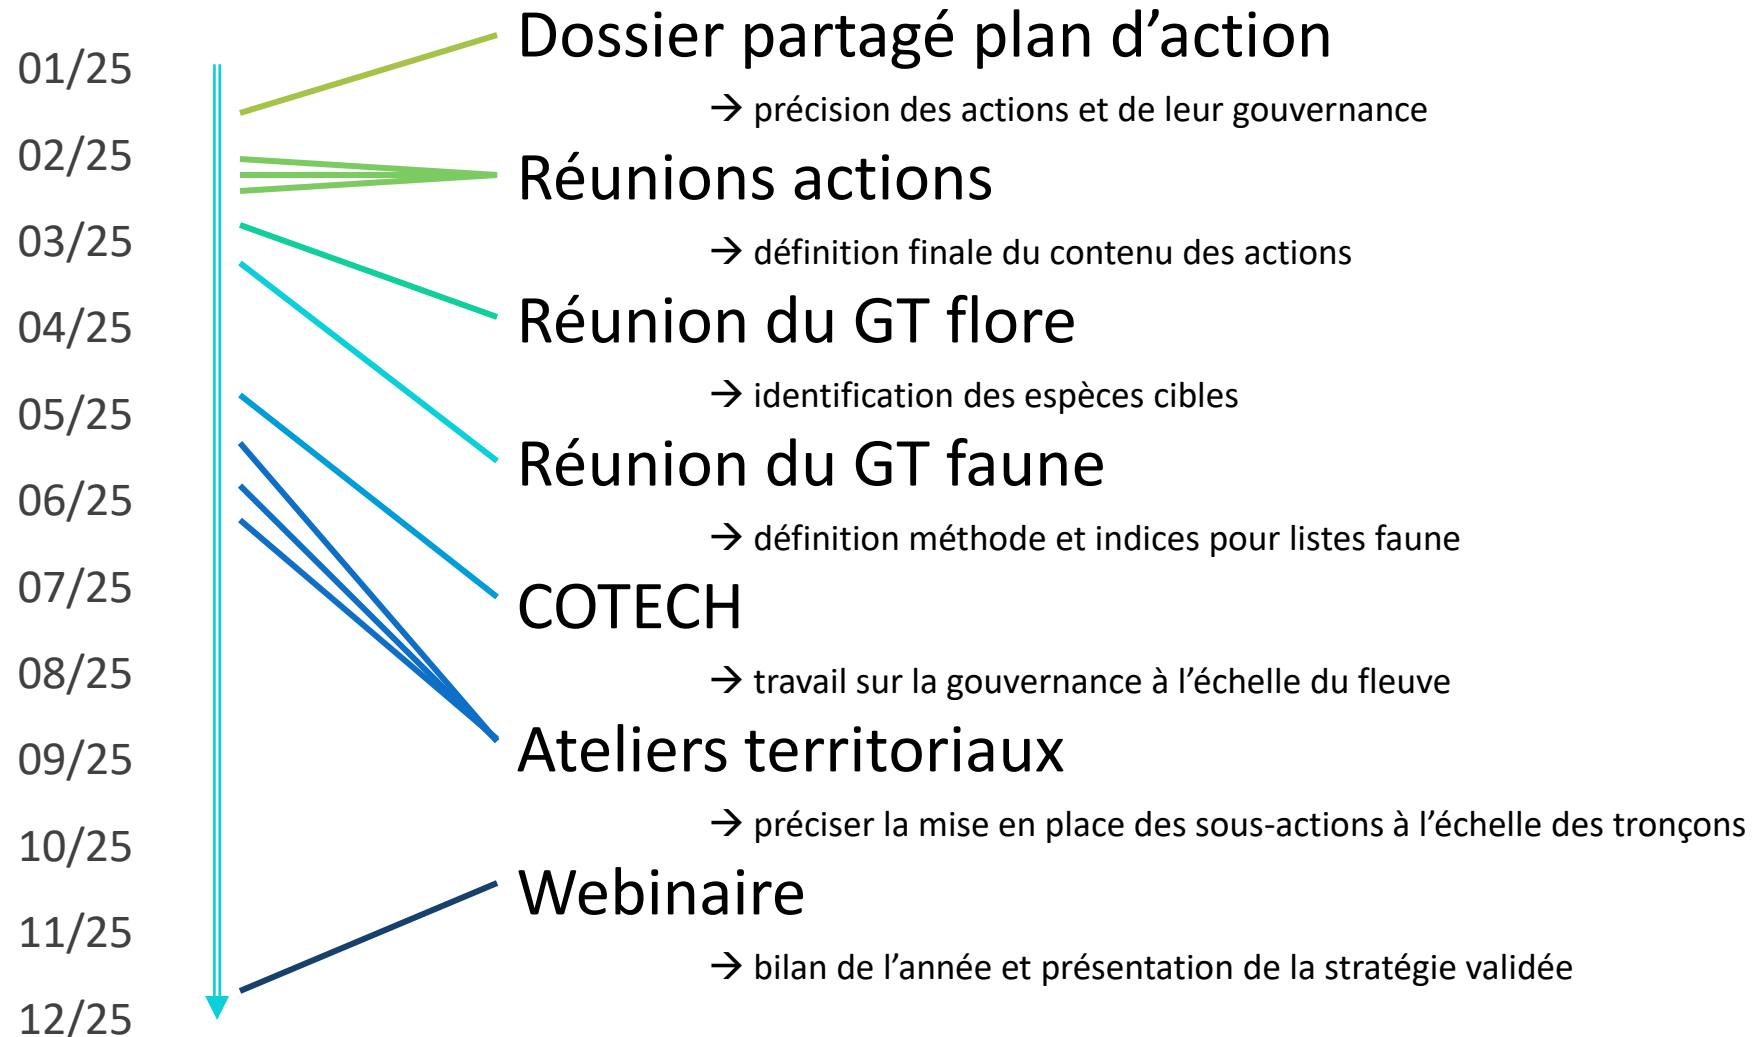 01/25
02/25
03/25
04/25
05/25
06/25
07/25
08/25
09/25
10/25
11/25
12/25
Dossier partagé plan d’action
→ précision des actions et de leur gouvernance
Réunions actions
→ définition finale du contenu des actions
Réunion du GT flore
→ identification des espèces cibles
Réunion du GT faune
→ définition méthode et indices pour listes faune
COTECH
→ travail sur la gouvernance à l’échelle du fleuve
Ateliers territoriaux
→ préciser la mise en place des sous-actions à l’échelle des tronçons
Webinaire
→ bilan de l’année et présentation de la stratégie validée